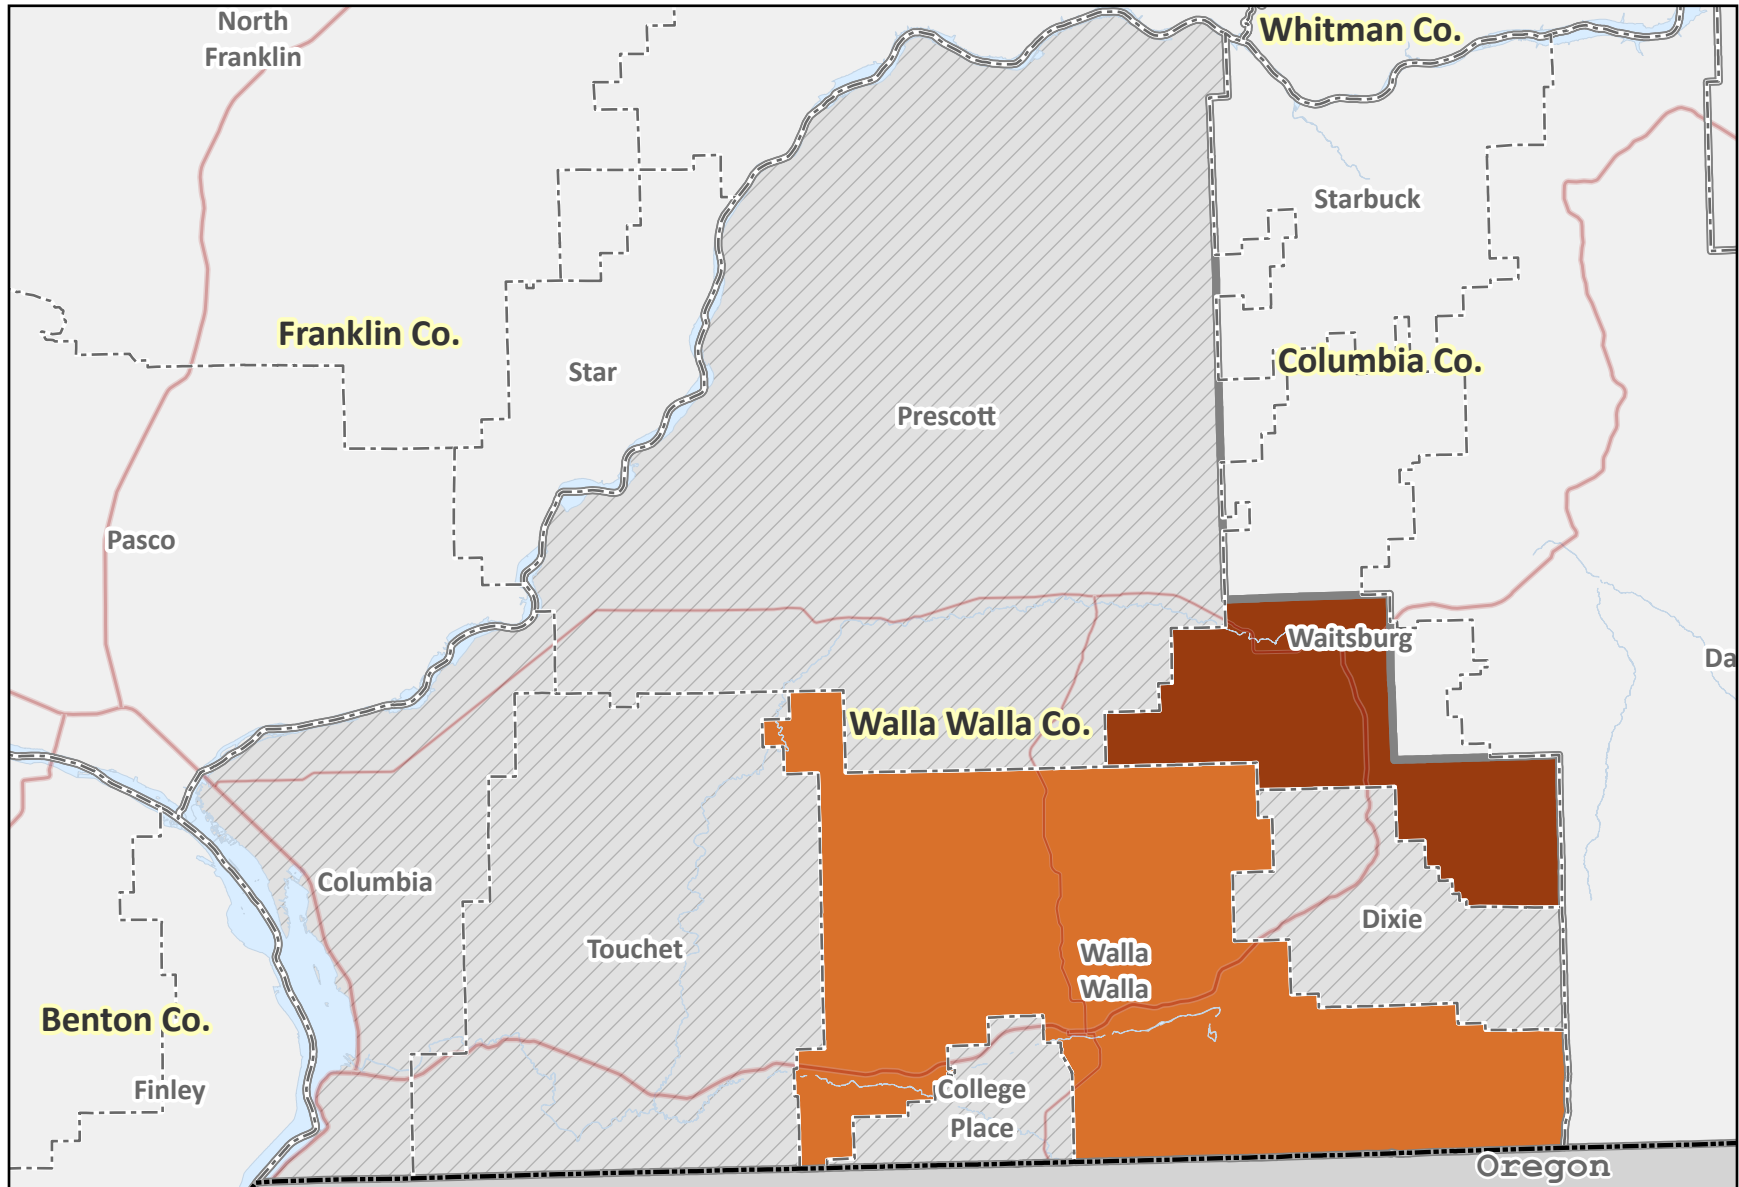 North
Franklin
Whitman Co.
Starbuck
Franklin Co.
Star
Columbia Co.
Prescott
Pasco
Waitsburg
Da
Walla Walla Co.
Columbia
Touchet
Dixie
Walla
Walla
Benton Co.
Finley
College
Place
Oregon